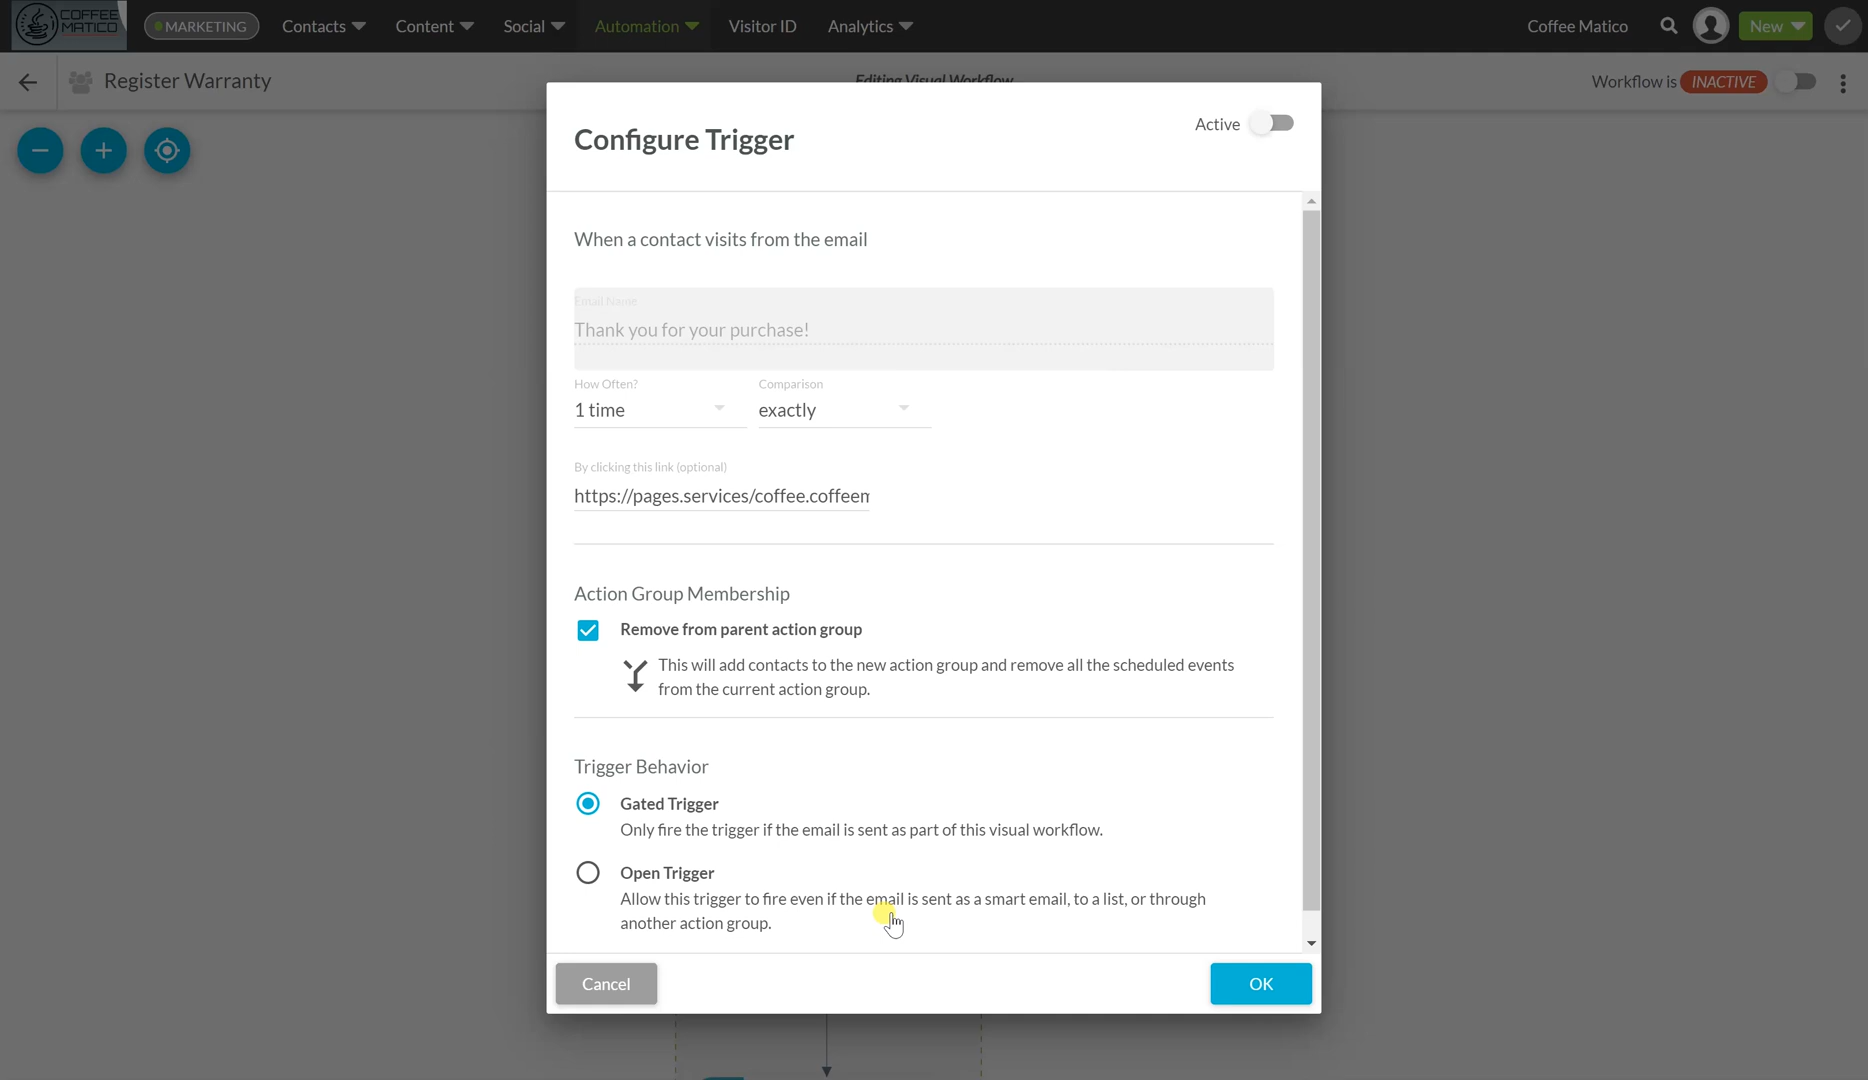 COFFEE
MATICO
MARKETING
Contacts
Content
Social
Automation
Visitor ID
Analytics
Coffee Matico
New
Register Warranty
Editing Visual Workflow
Workflow is INACTIVE
Configure Trigger
Active
When a contact visits from the email
Email Name
Thank you for your purchase!
How Often?
Comparison
1 time
exactly
By clicking this link (optional)
https://pages.services/coffee.coffeem
Action Group Membership
Remove from parent action group
This will add contacts to the new action group and remove all the scheduled events
from the current action group.
Trigger Behavior
Gated Trigger
Only fire the trigger if the email is sent as part of this visual workflow.
Open Trigger
Allow this trigger to fire even if the email is sent as a smart email, to a list, or through
another action group.
Cancel
OK